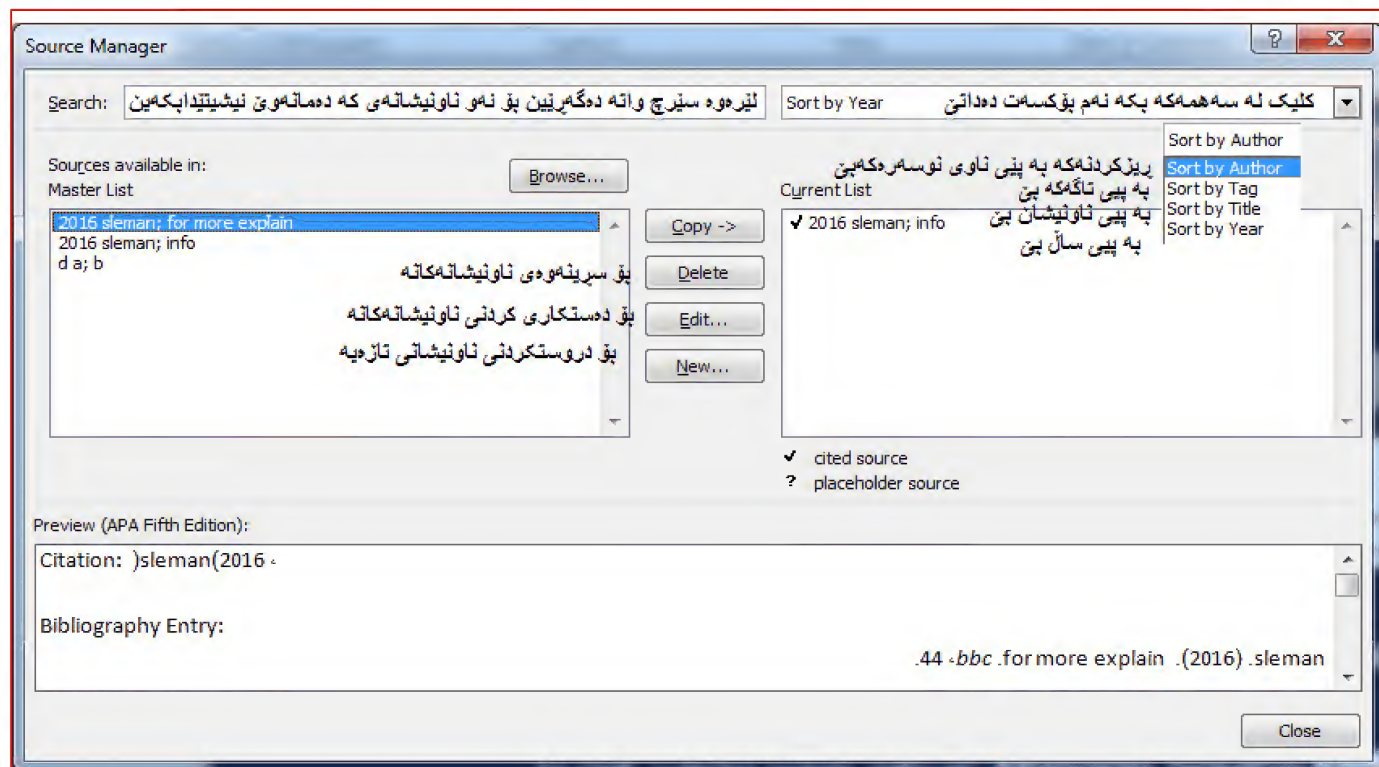 Source Manager
Search: لێرەوە سێرچ واتە دەگەڕێین بۆ ئەو ناونیشانەی کە دەمانەوێ ئیشێێدابکەین
Sort by Year کلیک لە سەهمەکە بکە ئەم بۆکسەت دەداتێ
Sort by Author
Sources available in:
Master List
Browse...
Current List
ڕیزکردنەکە بە پێی ناوی نوسەرەکەبێ Sort by Author
بە پیی تاگەکە بێ Sort by Tag
بە پیی ناونیشان بێ Sort by Title
بە پیی ساڵ بێ Sort by Year
2016 sleman; for more explain
2016 sleman; info
d a; b
Copy ->
✔ 2016 sleman; info
بۆ سڕینەوەی ناونیشانەکانە Delete
بۆ دەستکاری کردنی ناونیشانەکانە Edit...
بۆ دروستکردنی ناونیشانی تازەیە New...
✔ cited source
? placeholder source
Preview (APA Fifth Edition):
Citation: )sleman(2016 ،
Bibliography Entry:
.44 ،bbc .for more explain .(2016) .sleman
Close